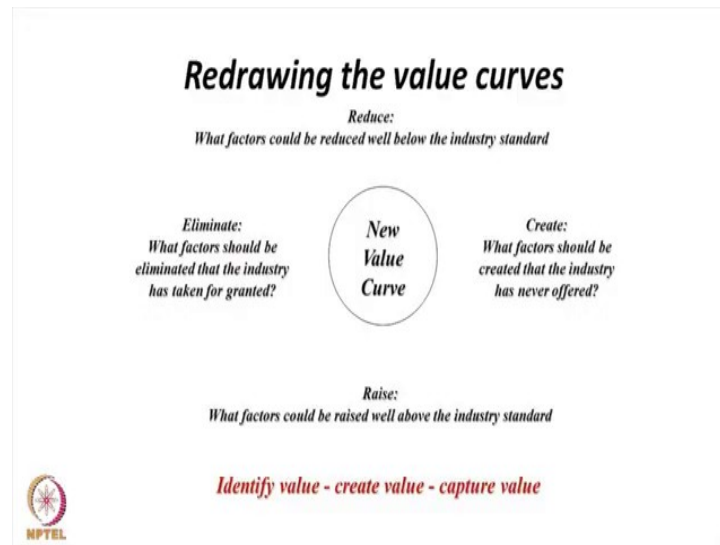 Redrawing the value curves
Reduce:
What factors could be reduced well below the industry standard
Eliminate:
What factors should be
eliminated that the industry
has taken for granted?
New
Value
Curve
Create:
What factors should be
created that the industry
has never offered?
Raise:
What factors could be raised well above the industry standard
Identify value - create value - capture value
NPTEL